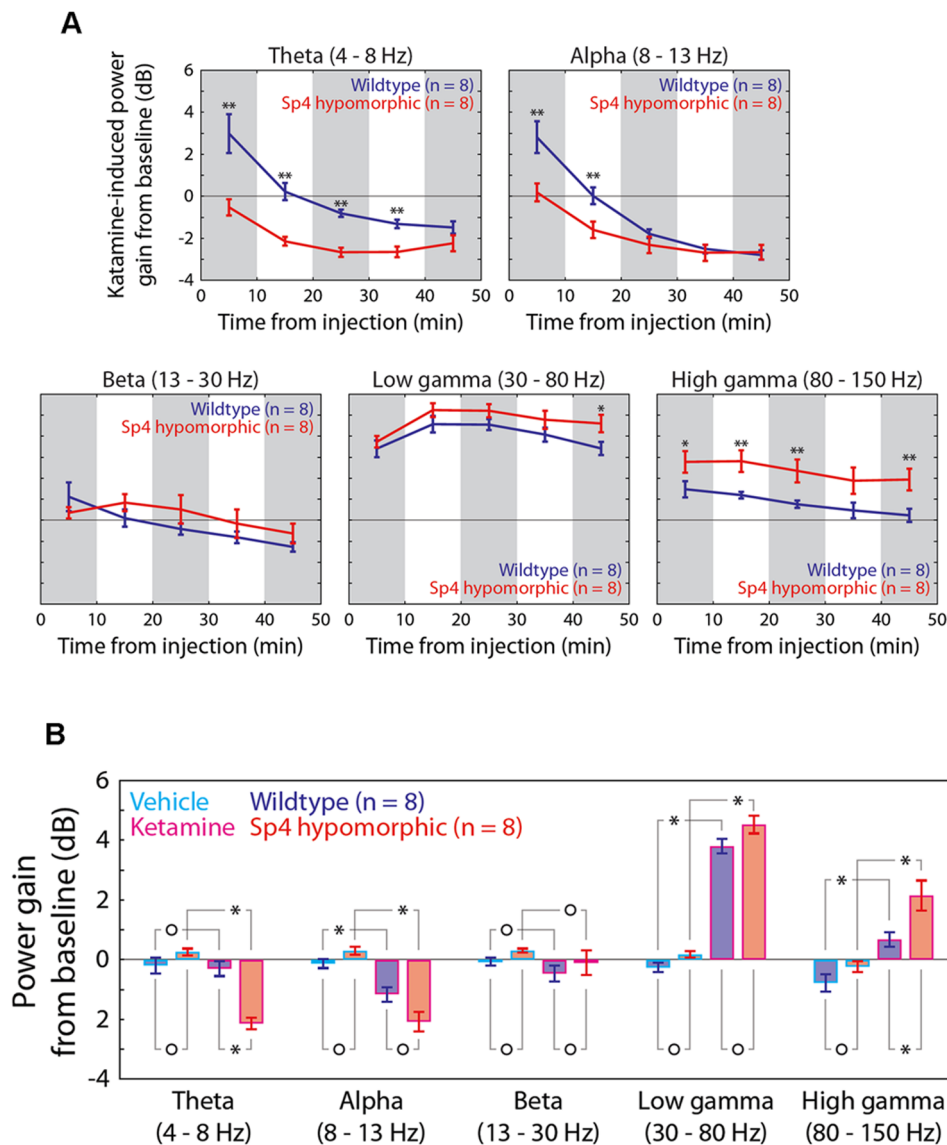 A
Theta (4 - 8 Hz)
Alpha (8 - 13 Hz)
Katamine-induced power
gain from baseline (dB)
6
4
2
0
-2
-4
Wildtype (n = 8)
Sp4 hypomorphic (n = 8)
**
**
**
**
Wildtype (n = 8)
Sp4 hypomorphic (n = 8)
**
**
0 10 20 30 40 50
0 10 20 30 40 50
Time from injection (min)
Time from injection (min)
Beta (13 - 30 Hz)
Low gamma (30 - 80 Hz)
High gamma (80 - 150 Hz)
Wildtype (n = 8)
Sp4 hypomorphic (n = 8)
*
Wildtype (n = 8)
Sp4 hypomorphic (n = 8)
*
**
**
**
Wildtype (n = 8)
Sp4 hypomorphic (n = 8)
0 10 20 30 40 50
0 10 20 30 40 50
0 10 20 30 40 50
Time from injection (min)
Time from injection (min)
Time from injection (min)
B
Power gain
from baseline (dB)
6
4
2
0
2
-4
Vehicle
Ketamine
Wildtype (n = 8)
Sp4 hypomorphic (n = 8)
* *
* *
* *
* *
* *
Theta
(4 - 8 Hz)
Alpha
(8 - 13 Hz)
Beta
(13 - 30 Hz)
Low gamma
(30 - 80 Hz)
High gamma
(80 - 150 Hz)